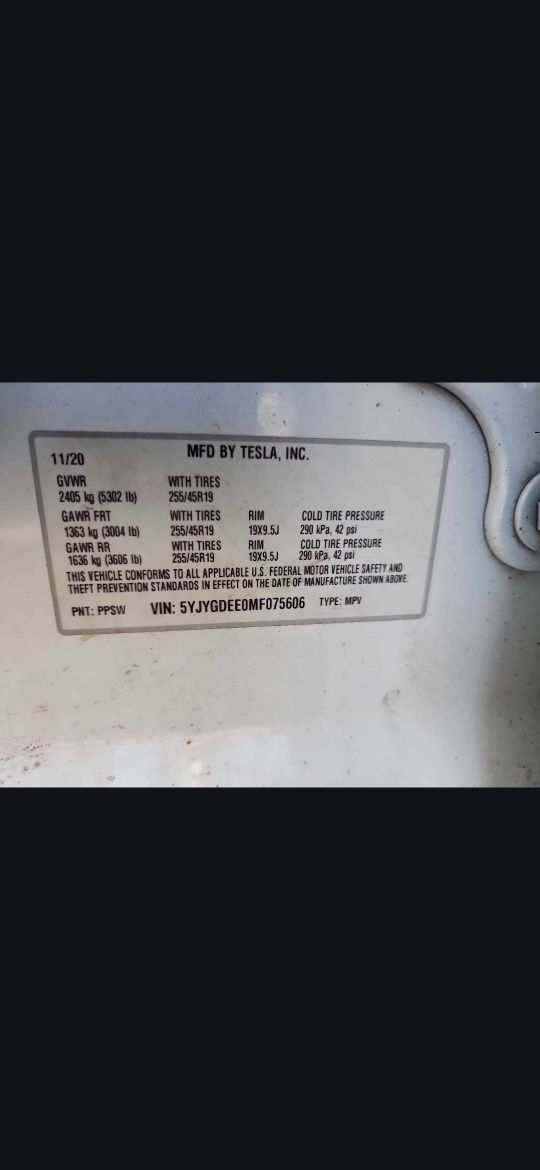 11/20 MFD BY TESLA, INC.
GVWR WITH TIRES
2405 kg (5302 lb) 255/45R19
GAWR FRT WITH TIRES RIM COLD TIRE PRESSURE
1363 kg (3004 lb) 255/45R19 19X9.5J 290 kPa, 42 psi
GAWR RR WITH TIRES RIM COLD TIRE PRESSURE
1636 kg (3606 lb) 255/45R19 19X9.5J 290 kPa, 42 psi
THIS VEHICLE CONFORMS TO ALL APPLICABLE U.S. FEDERAL MOTOR VEHICLE SAFETY AND
THEFT PREVENTION STANDARDS IN EFFECT ON THE DATE OF MANUFACTURE SHOWN ABOVE.
PNT: PPSW VIN: 5YJYGDEE0MF075606 TYPE: MPV